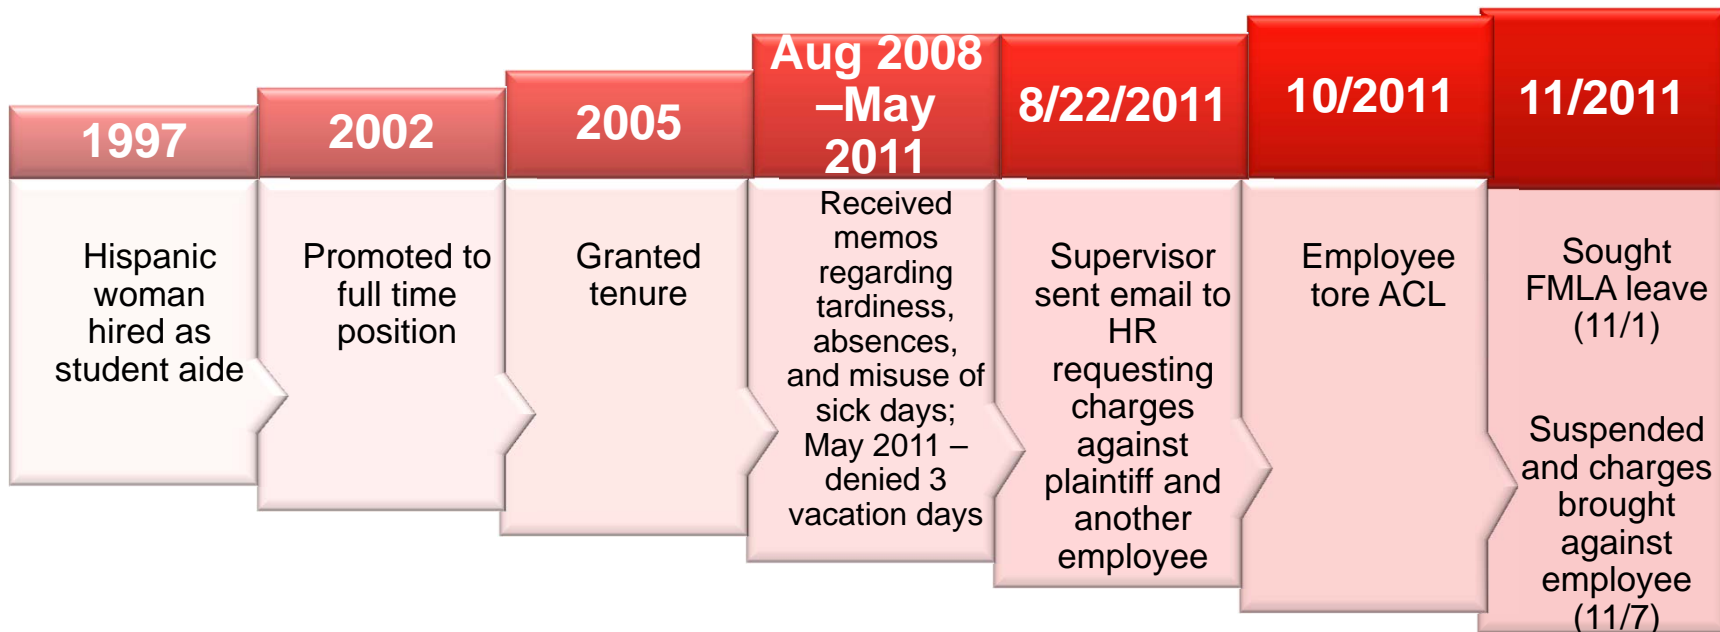 1997
Hispanic
woman
hired as
student aide
2002
Promoted to
full time
position
2005
Granted
tenure
Aug 2008
–May
2011
Received
memos
regarding
tardiness,
absences,
and misuse of
sick days;
May 2011 –
denied 3
vacation days
8/22/2011
Supervisor
sent email to
HR
requesting
charges
against
plaintiff and
another
employee
10/2011
Employee
tore ACL
11/2011
Sought
FMLA leave
(11/1)
Suspended
and charges
brought
against
employee
(11/7)